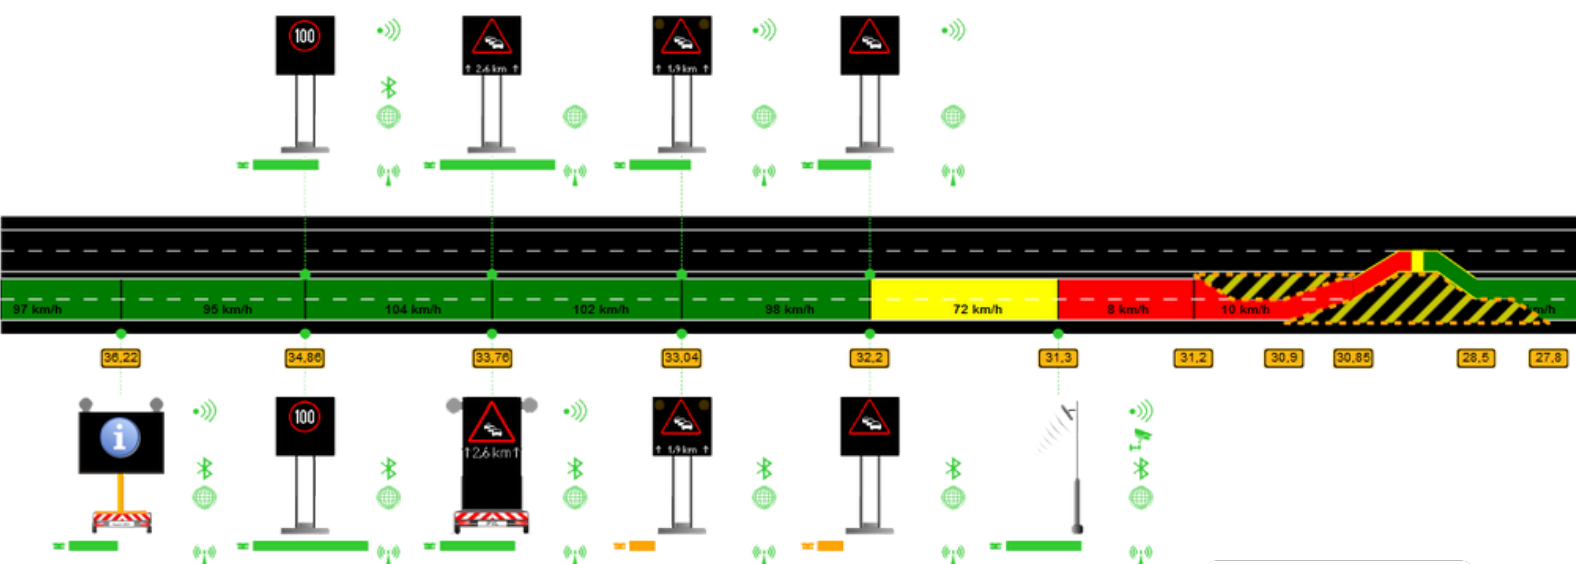 100
↑ 2,6 km ↑
↑ 1,9 km ↑
97 km/h
95 km/h
104 km/h
102 km/h
98 km/h
72 km/h
8 km/h
10 km/h
km/h
36,22
34,86
33,76
33,04
32,2
31,3
31,2
30,9
30,85
28,5
27,8
i
100
↑2,6 km↑
↑ 1,9 km ↑